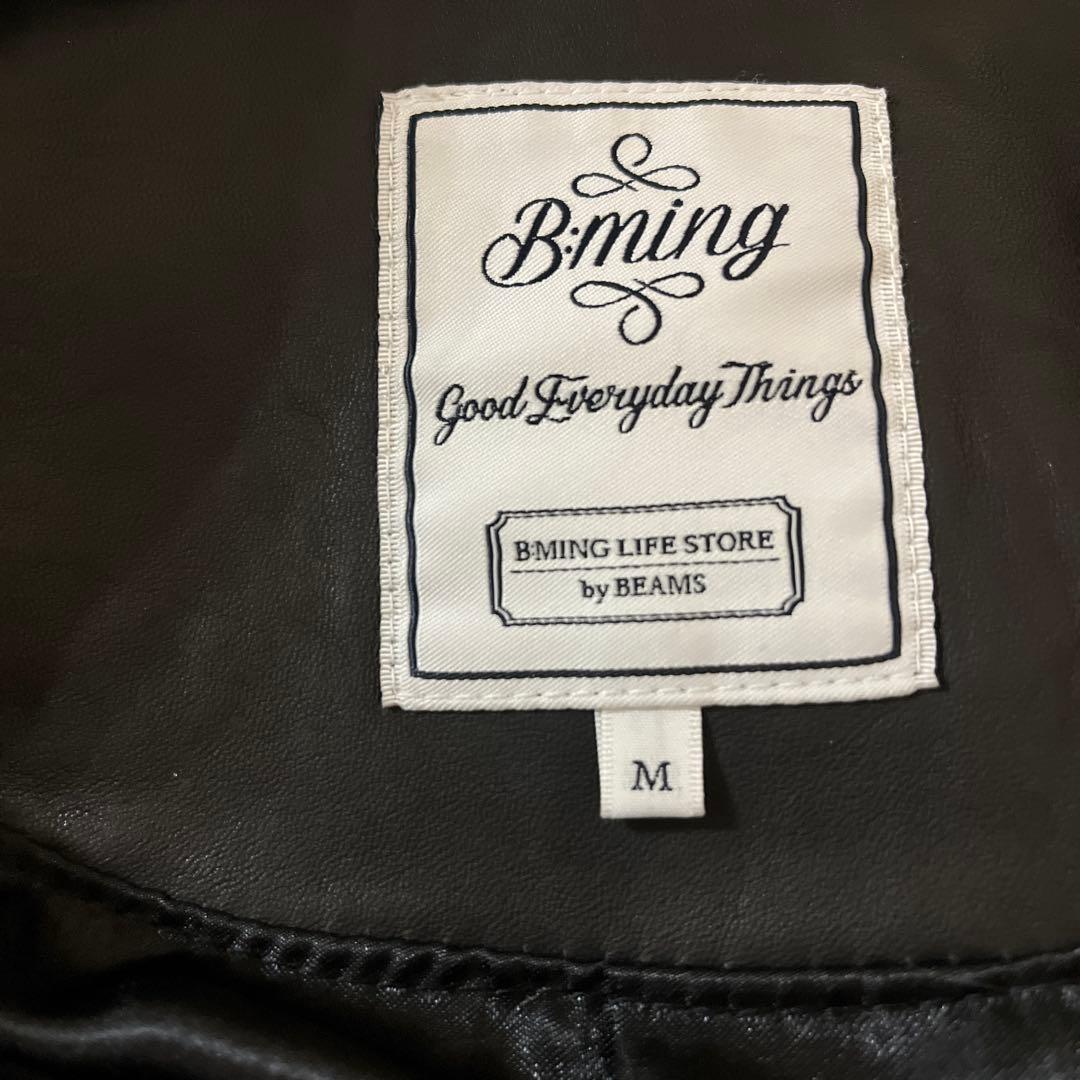 B:ming
Good Everyday Things
B:MING LIFE STORE
by BEAMS
M